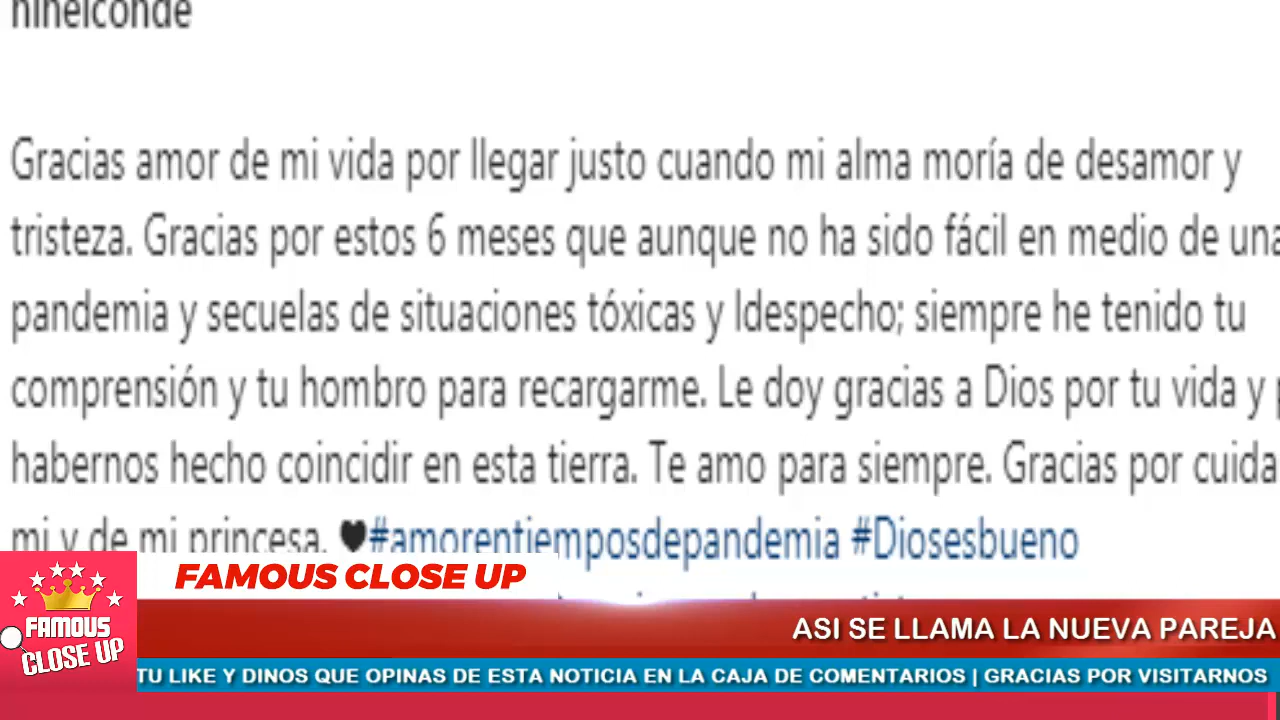 ninelconde
Gracias amor de mi vida por llegar justo cuando mi alma moría de desamor y
tristeza. Gracias por estos 6 meses que aunque no ha sido fácil en medio de una
pandemia y secuelas de situaciones tóxicas y ldespecho; siempre he tenido tu
comprensión y tu hombro para recargarme. Le doy gracias a Dios por tu vida y
habernos hecho coincidir en esta tierra. Te amo para siempre. Gracias por cuida
mi y de mi princesa. 🖤#amorentiemposdepandemia #Diosesbueno
FAMOUS CLOSE UP
FAMOUS
CLOSE UP
ASI SE LLAMA LA NUEVA PAREJA
TU LIKE Y DINOS QUE OPINAS DE ESTA NOTICIA EN LA CAJA DE COMENTARIOS | GRACIAS POR VISITARNOS